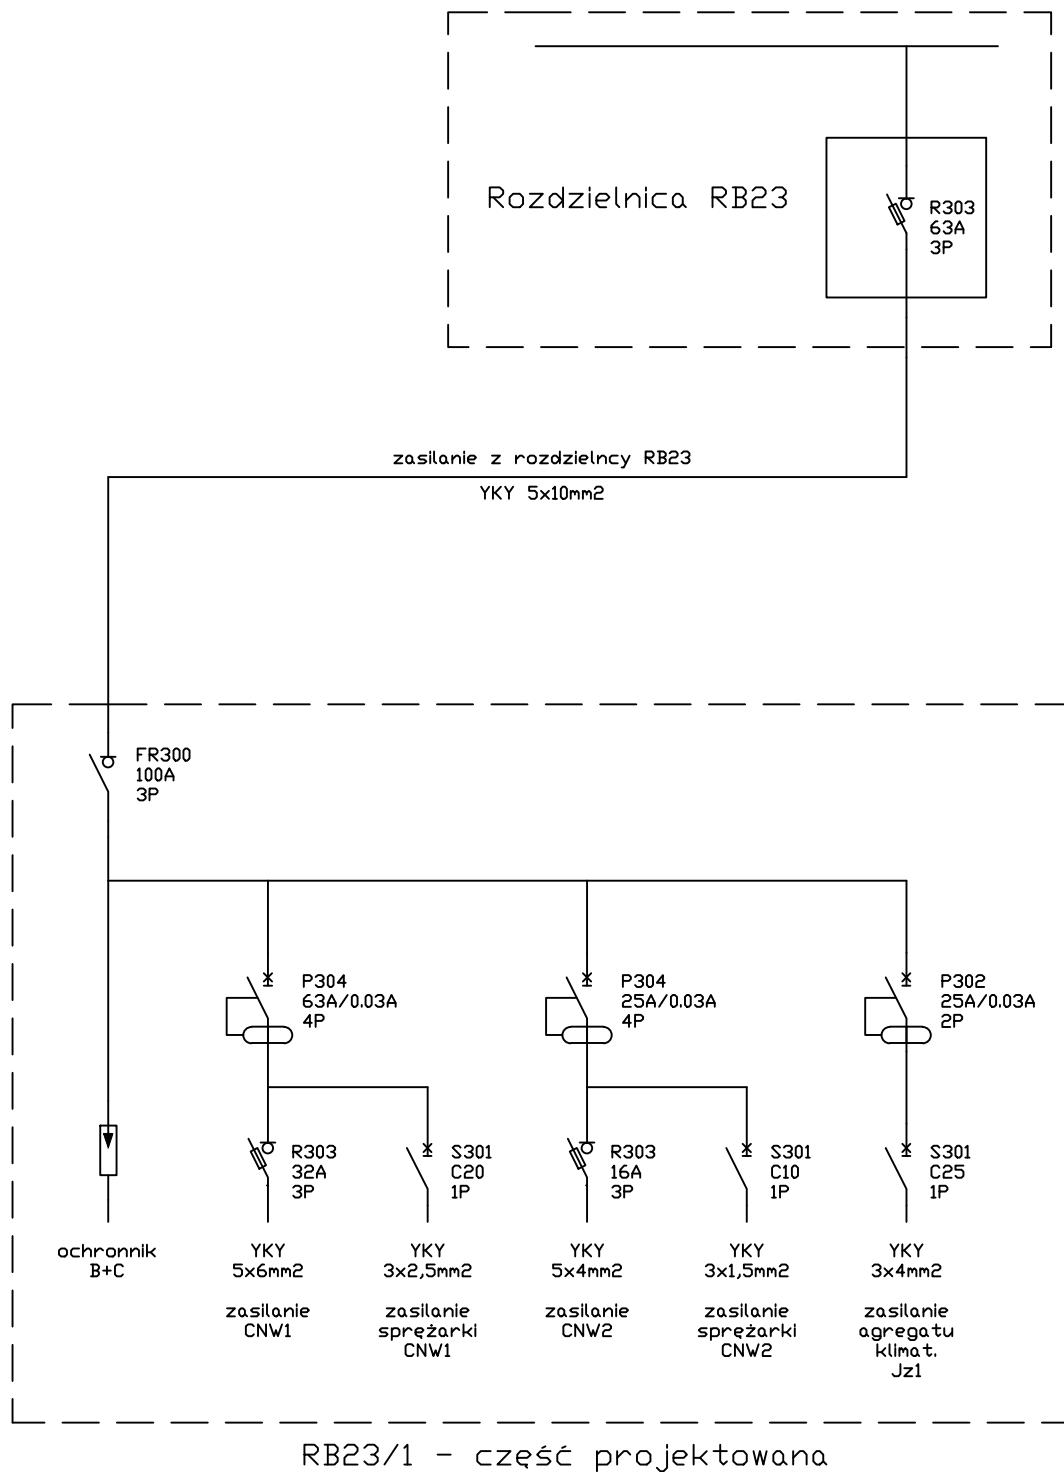 Rozdzielnica RB23
R303
63A
3P
zasilanie z rozdzielncy RB23
YKY 5x10mm2
FR300
100A
3P
P304
63A/0.03A
4P
P304
25A/0.03A
4P
P302
25A/0.03A
2P
R303
32A
3P
S301
C20
1P
R303
16A
3P
S301
C10
1P
S301
C25
1P
ochronnik
B+C
YKY
5x6mm2
zasilanie
CNW1
YKY
3x2,5mm2
zasilanie
sprężarki
CNW1
YKY
5x4mm2
zasilanie
CNW2
YKY
3x1,5mm2
zasilanie
sprężarki
CNW2
YKY
3x4mm2
zasilanie
agregatu
klimat.
Jz1
RB23/1 - część projektowana